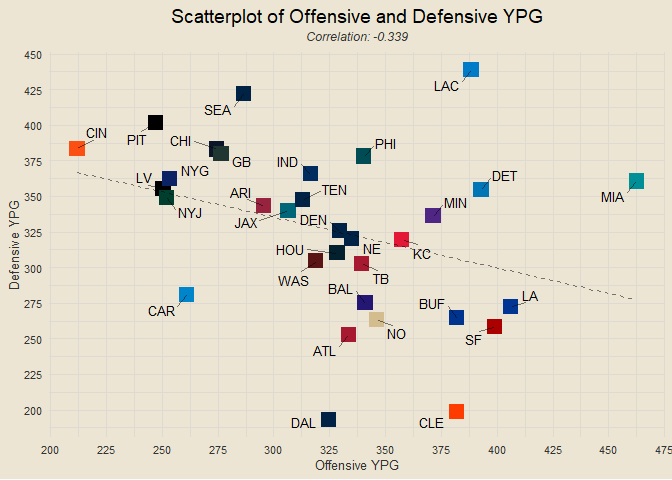 Scatterplot of Offensive and Defensive YPG
Correlation: -0.339
450
LAC
425
SEA
CIN
400
PIT
CHI
PHI
375
GB
IND
DET
LV
NYG
TEN
MIA
350
ARI
NYJ
MIN
JAX
DEN
325
HOU
NE
KC
300
WAS
TB
BAL
LA
275
BUF
CAR
NO
SF
250
ATL
225
200
DAL
CLE
200
225
250
275
300
325
350
375
400
425
450
475
Offensive YPG
Defensive YPG